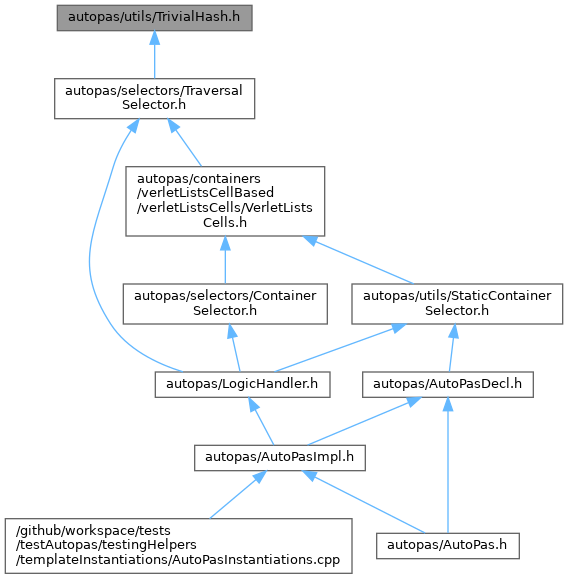 autopas/utils/TrivialHash.h
autopas/selectors/Traversal
Selector.h
autopas/containers
/verletListsCellBased
/verletListsCells/VerletLists
Cells.h
autopas/selectors/Container
Selector.h
autopas/utils/StaticContainer
Selector.h
autopas/LogicHandler.h
autopas/AutoPasDecl.h
autopas/AutoPasImpl.h
/github/workspace/tests
/testAutopas/testingHelpers
/templateInstantiations/AutoPasInstantiations.cpp
autopas/AutoPas.h